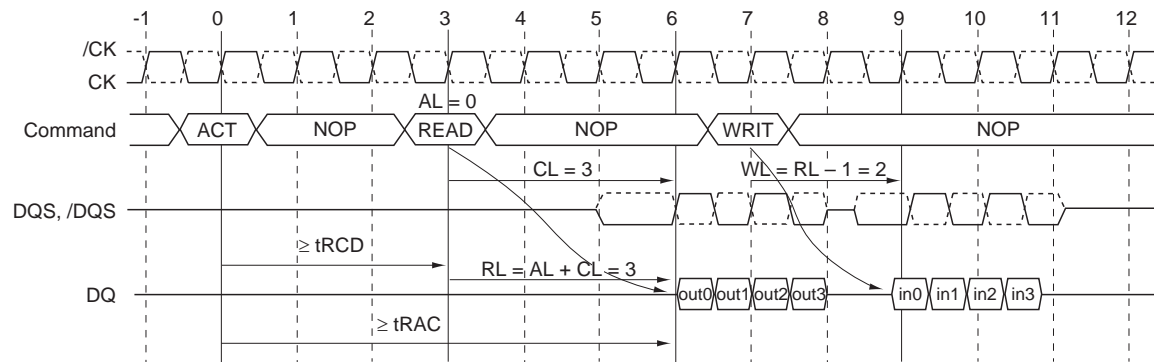 -1 0 1 2 3 4 5 6 7 8 9 10 11 12
/CK
CK
AL = 0
Command ACT NOP READ NOP WRIT NOP
CL = 3 WL = RL – 1 = 2
DQS, /DQS
≥ tRCD
RL = AL + CL = 3
DQ out0 out1 out2 out3 in0 in1 in2 in3
≥ tRAC